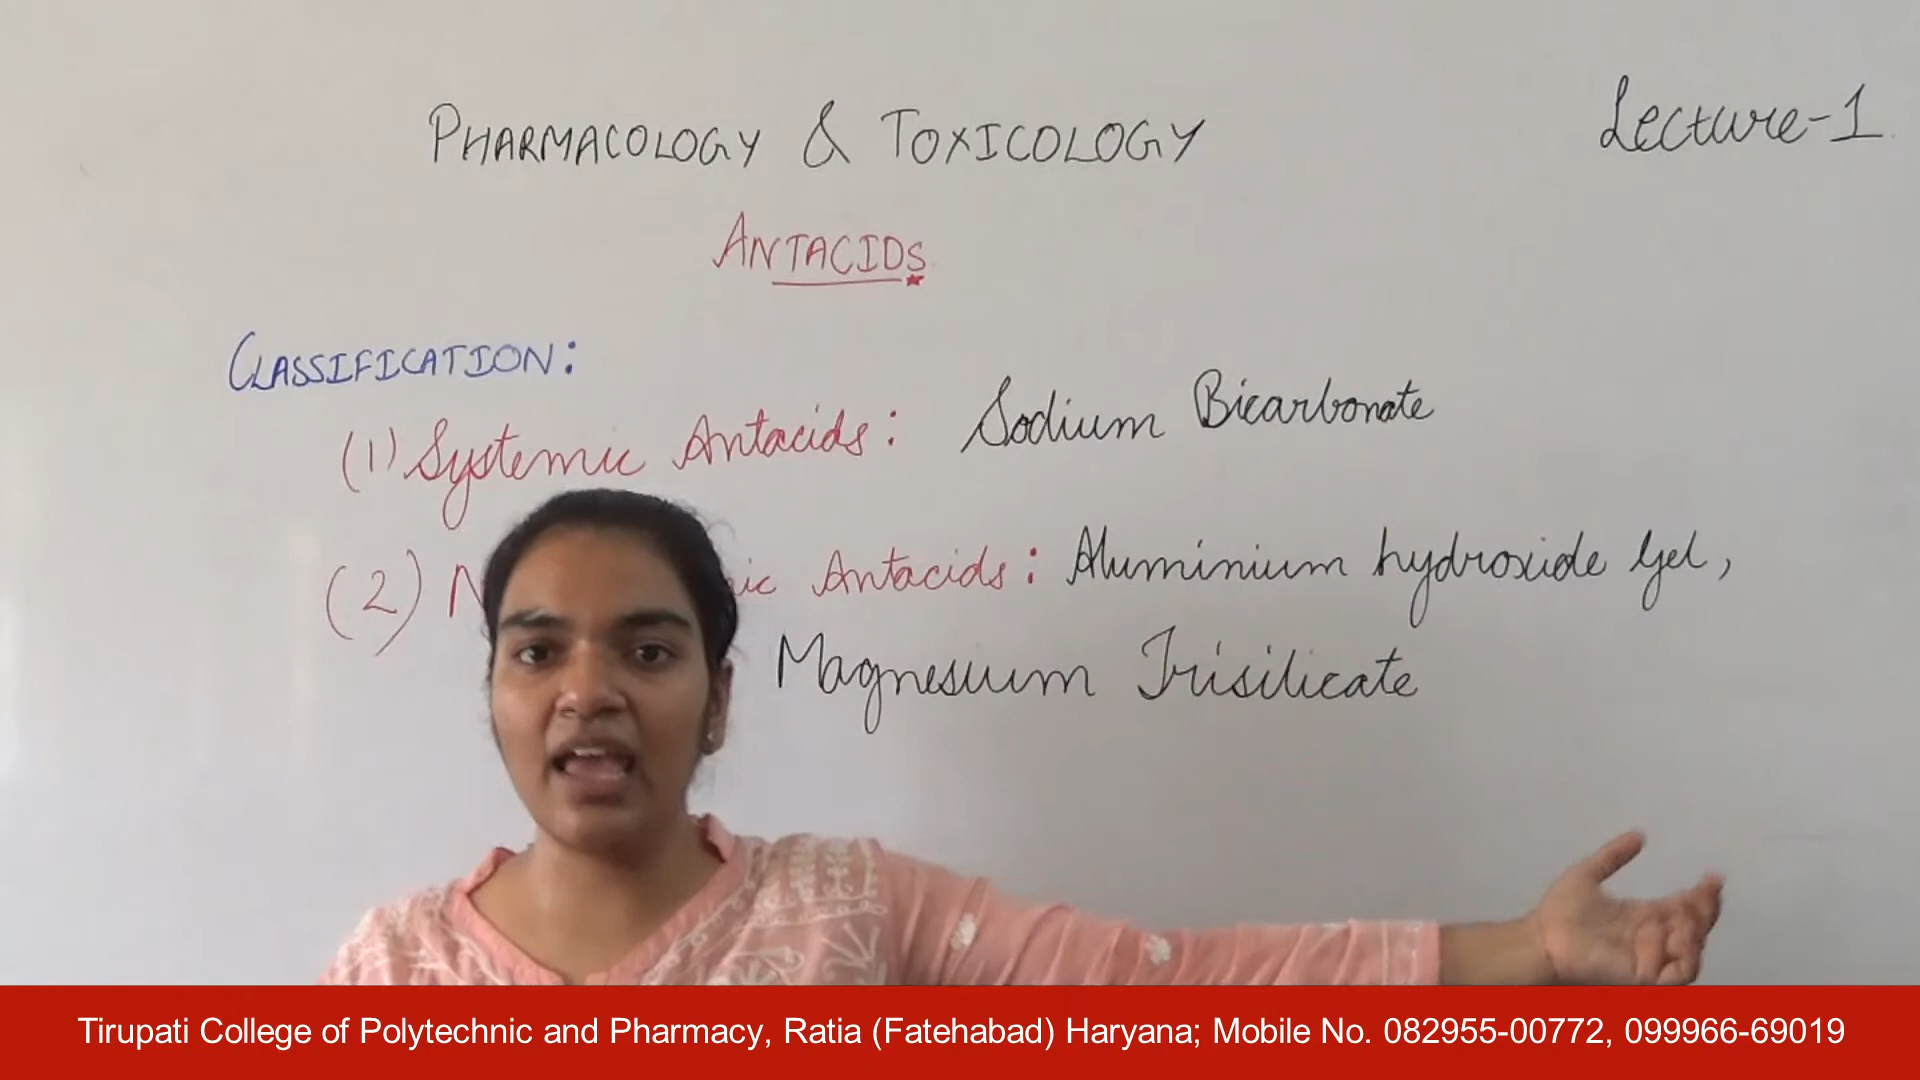 PHARMACOLOGY & TOXICOLOGY
Lecture-1
ANTACIDS
CLASSIFICATION:
(1) Systemic Antacids: Sodium Bicarbonate
(2) Antacids: Aluminium hydroxide Gel,
Magnesium Trisilicate
Tirupati College of Polytechnic and Pharmacy, Ratia (Fatehabad) Haryana; Mobile No. 082955-00772, 099966-69019